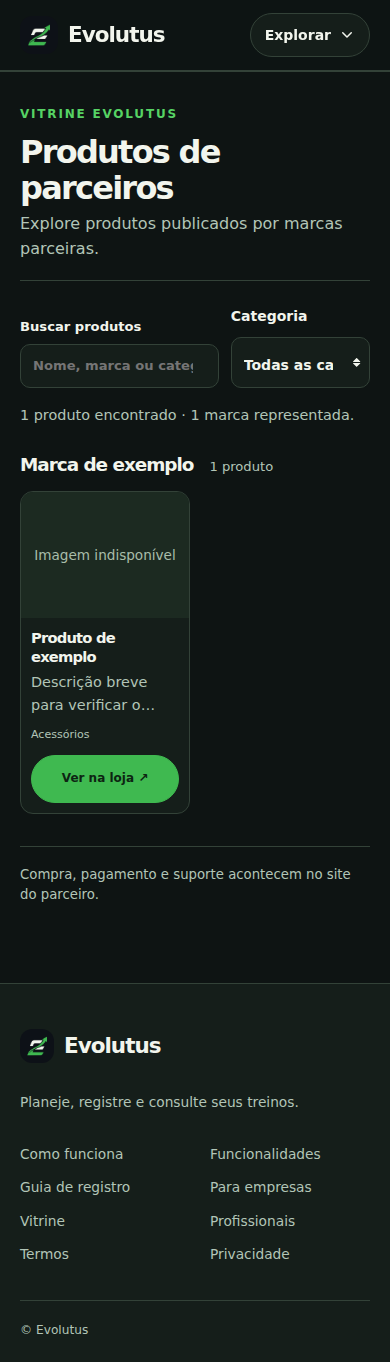 Evolutus
Explorar
VITRINE EVOLUTUS
Produtos de
parceiros
Explore produtos publicados por marcas
parceiras.
Buscar produtos
Categoria
Nome, marca ou categ
Todas as ca
1 produto encontrado · 1 marca representada.
Marca de exemplo 1 produto
Imagem indisponível
Produto de
exemplo
Descrição breve
para verificar o…
Acessórios
Ver na loja ↗
Compra, pagamento e suporte acontecem no site
do parceiro.
Evolutus
Planeje, registre e consulte seus treinos.
Como funciona
Funcionalidades
Guia de registro
Para empresas
Vitrine
Profissionais
Termos
Privacidade
© Evolutus